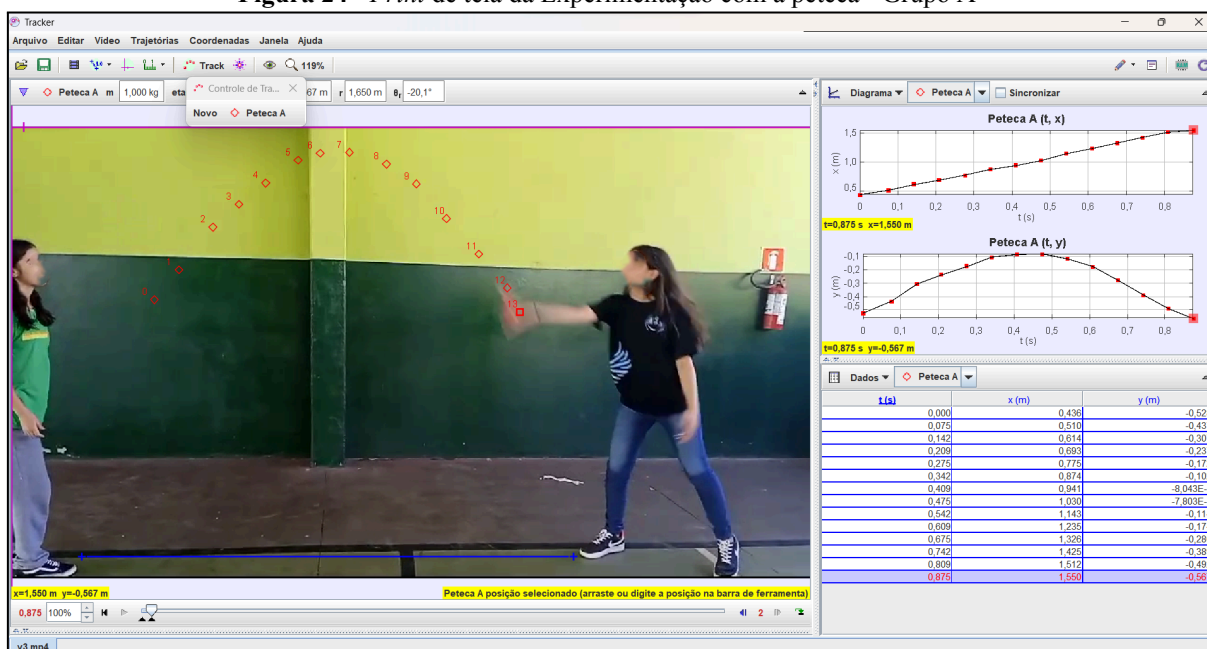 Figura 24 - Print de tela da Experimentação com a peteca - Grupo A
Tracker
Arquivo Editar Video Trajetórias Coordenadas Janela Ajuda
Track 119%
Peteca A m 1,000 kg 67 m r 1,650 m θr -20,1°
Controle de Tra...
Novo Peteca A
0
1
2
3
4
5
6
7
8
9
10
11
12
13
x=1,550 m y=-0,567 m
Peteca A posição selecionado (arraste ou digite a posição na barra de ferramenta)
0,875 100% 2
v3.mp4
Diagrama Peteca A Sincronizar
Peteca A (t, x)
x (m)
1,5
1,0
0,5
0 0,1 0,2 0,3 0,4 0,5 0,6 0,7 0,8
t (s)
t=0,875 s x=1,550 m
Peteca A (t, y)
y (m)
-0,1
-0,2
-0,3
-0,4
-0,5
0 0,1 0,2 0,3 0,4 0,5 0,6 0,7 0,8
t (s)
t=0,875 s y=-0,567 m
Dados Peteca A
t (s) x (m) y (m)
0,000 0,436 -0,52
0,075 0,510 -0,43
0,142 0,614 -0,30
0,209 0,693 -0,23
0,275 0,775 -0,17
0,342 0,874 -0,10
0,409 0,941 -8,043E-
0,475 1,030 -7,803E-
0,542 1,143 -0,11
0,609 1,235 -0,17
0,675 1,326 -0,28
0,742 1,425 -0,38
0,809 1,512 -0,49
0,875 1,550 -0,56